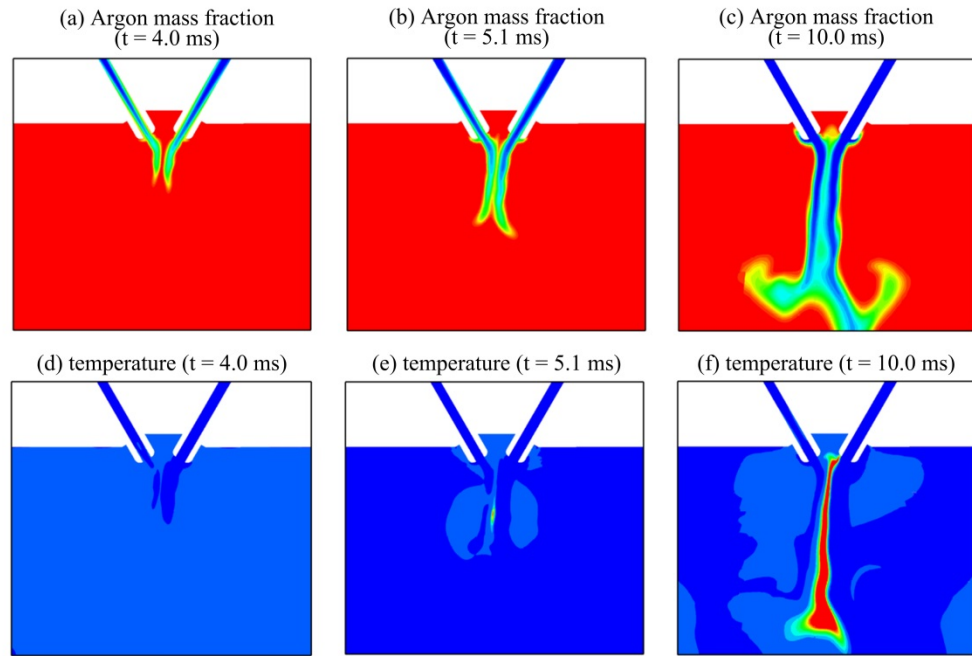 (a) Argon mass fraction
(t = 4.0 ms)
(b) Argon mass fraction
(t = 5.1 ms)
(c) Argon mass fraction
(t = 10.0 ms)
(d) temperature (t = 4.0 ms)
(e) temperature (t = 5.1 ms)
(f) temperature (t = 10.0 ms)